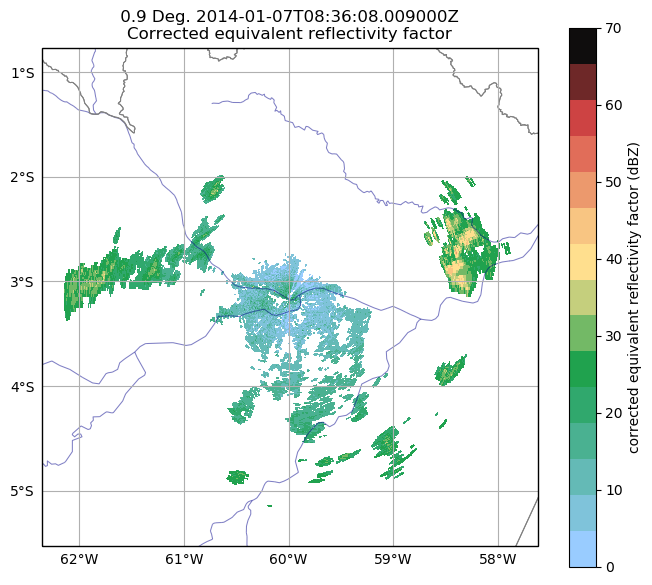 0.9 Deg. 2014-01-07T08:36:08.009000Z
Corrected equivalent reflectivity factor
1°S
2°S
3°S
4°S
5°S
62°W
61°W
60°W
59°W
58°W
70
60
50
40
30
20
10
0
corrected equivalent reflectivity factor (dBZ)